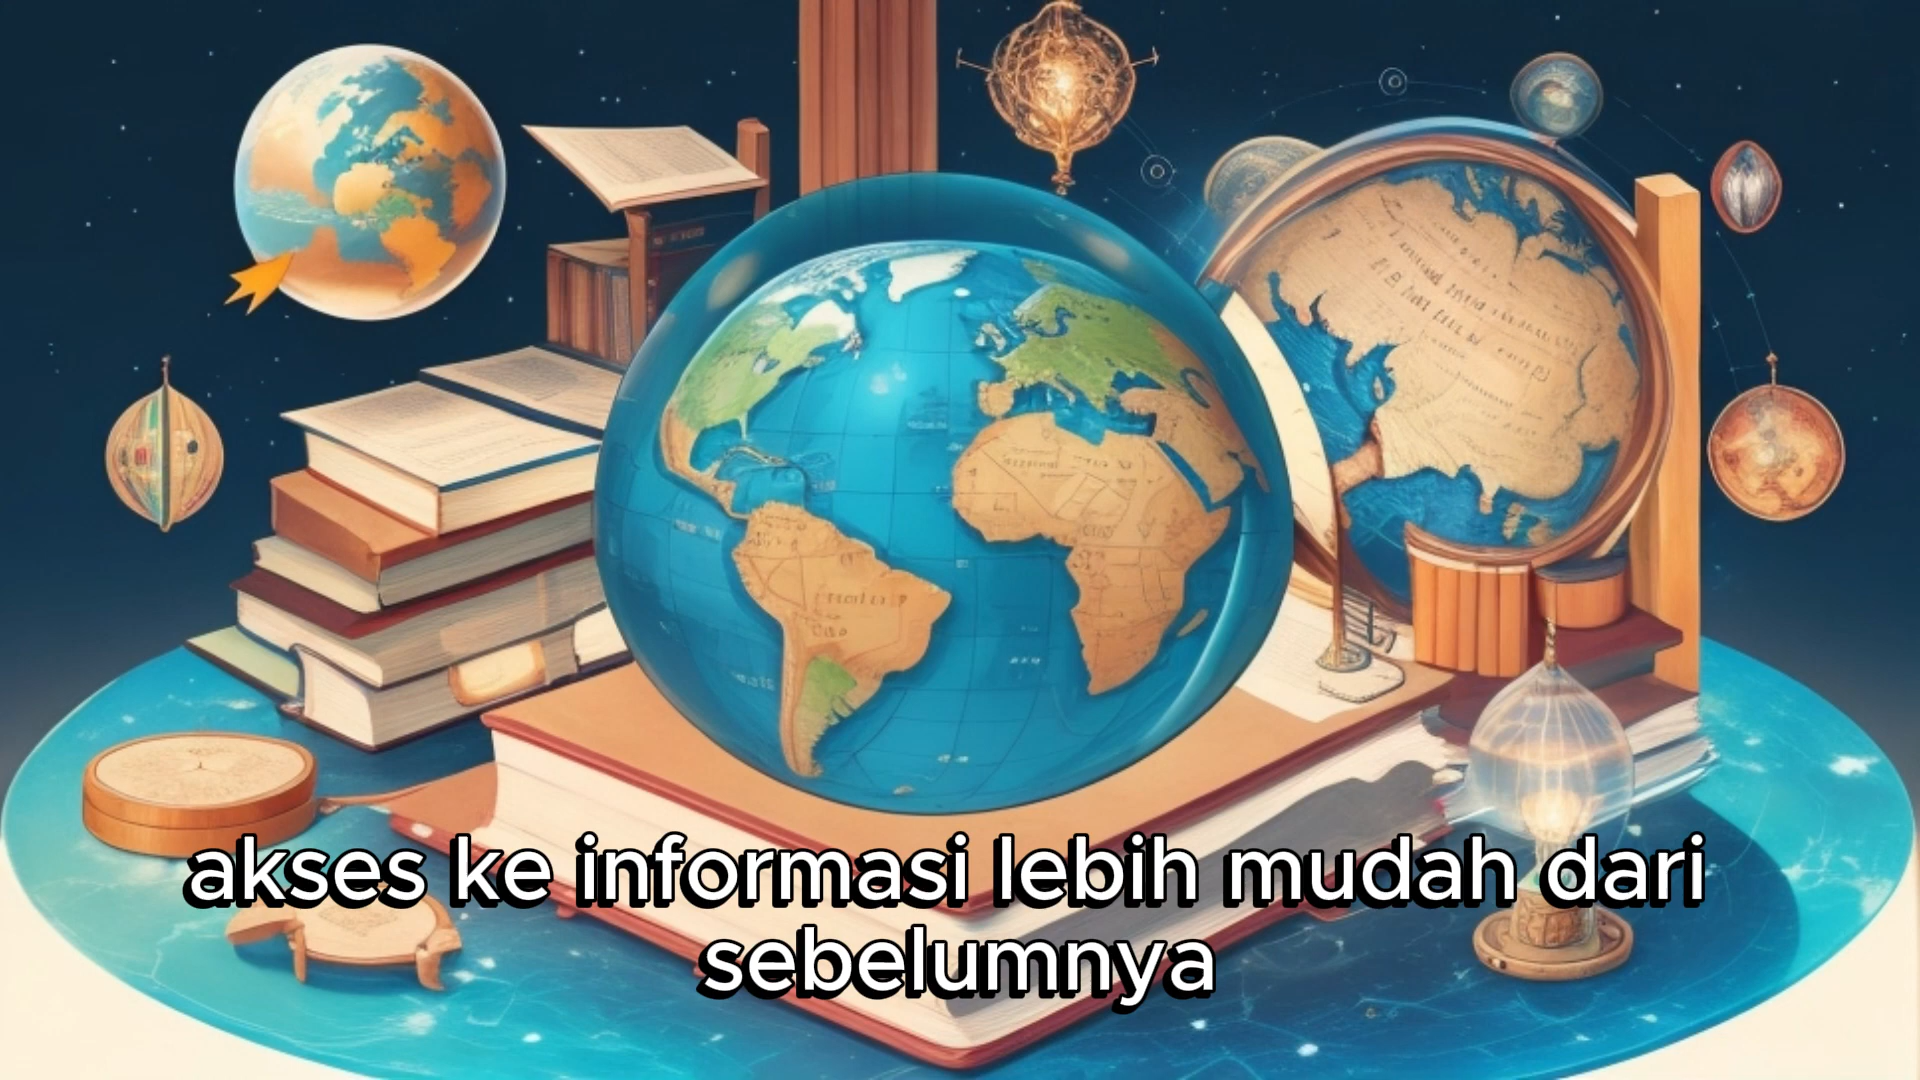 akses ke informasi lebih mudah dari
sebelumnya